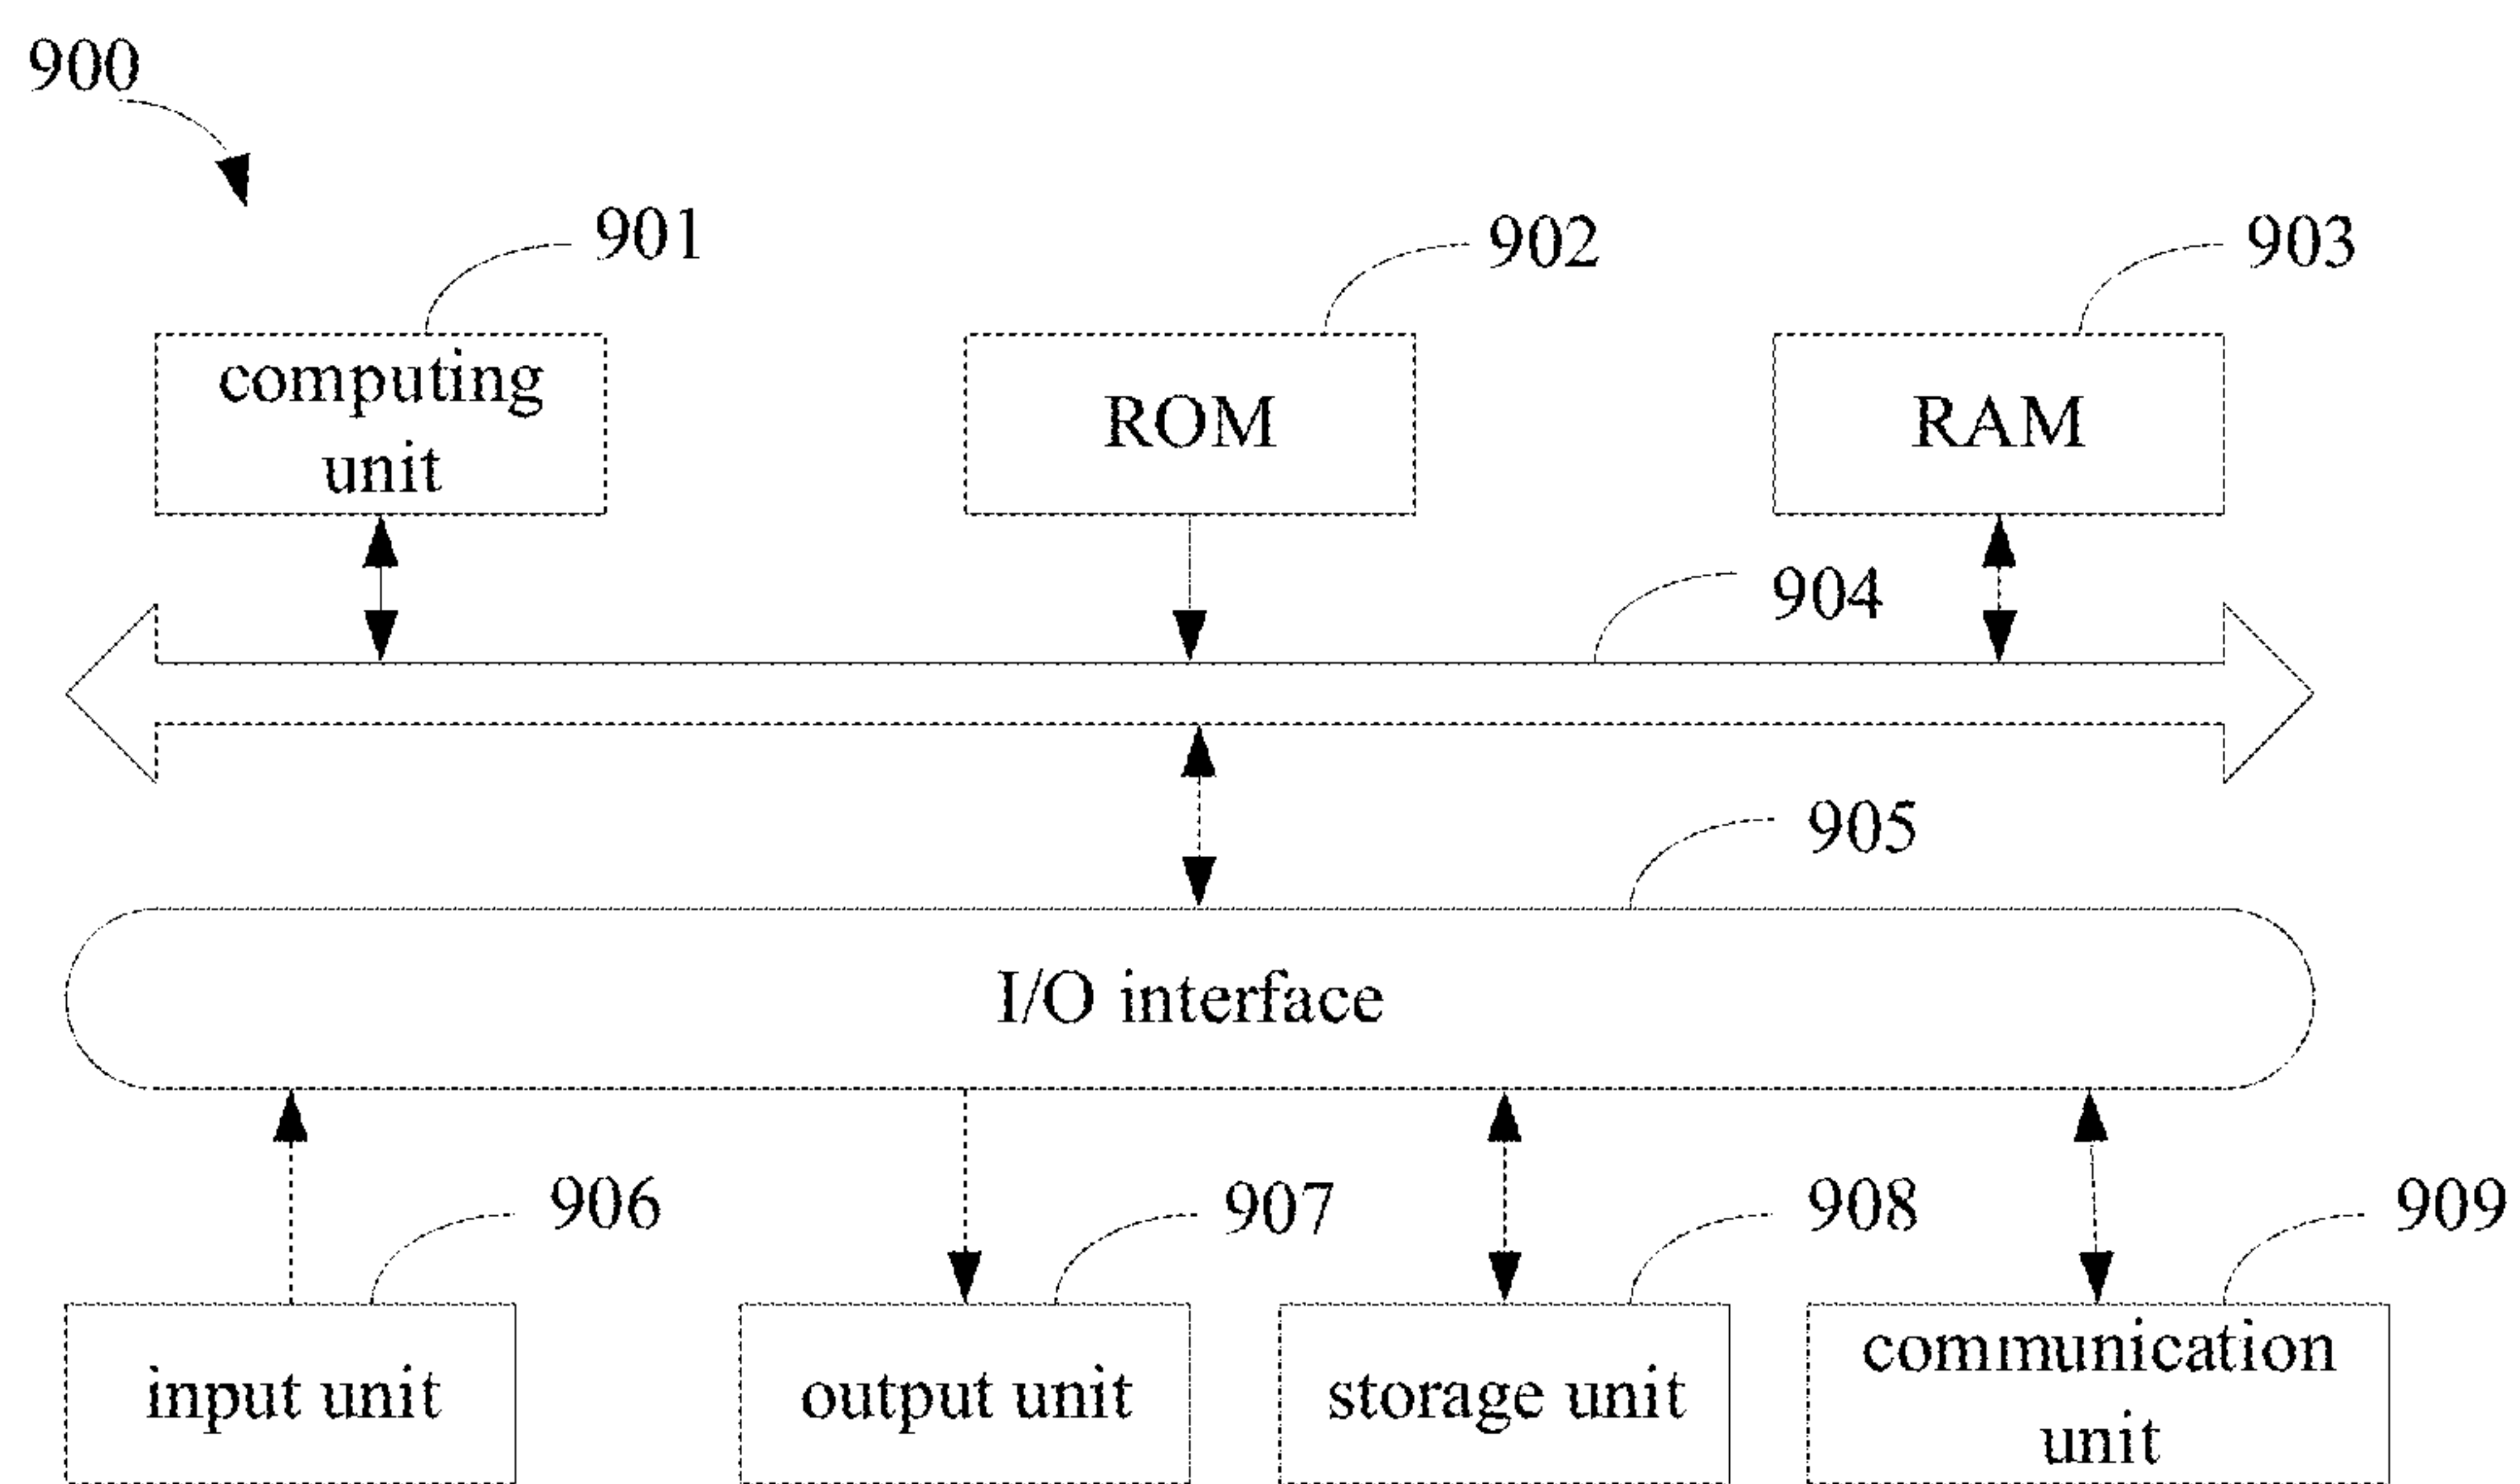 900
901
902
903
computing
unit
ROM
RAM
904
905
I/O interface
906
907
908
909
input unit
output unit
storage unit
communication
unit